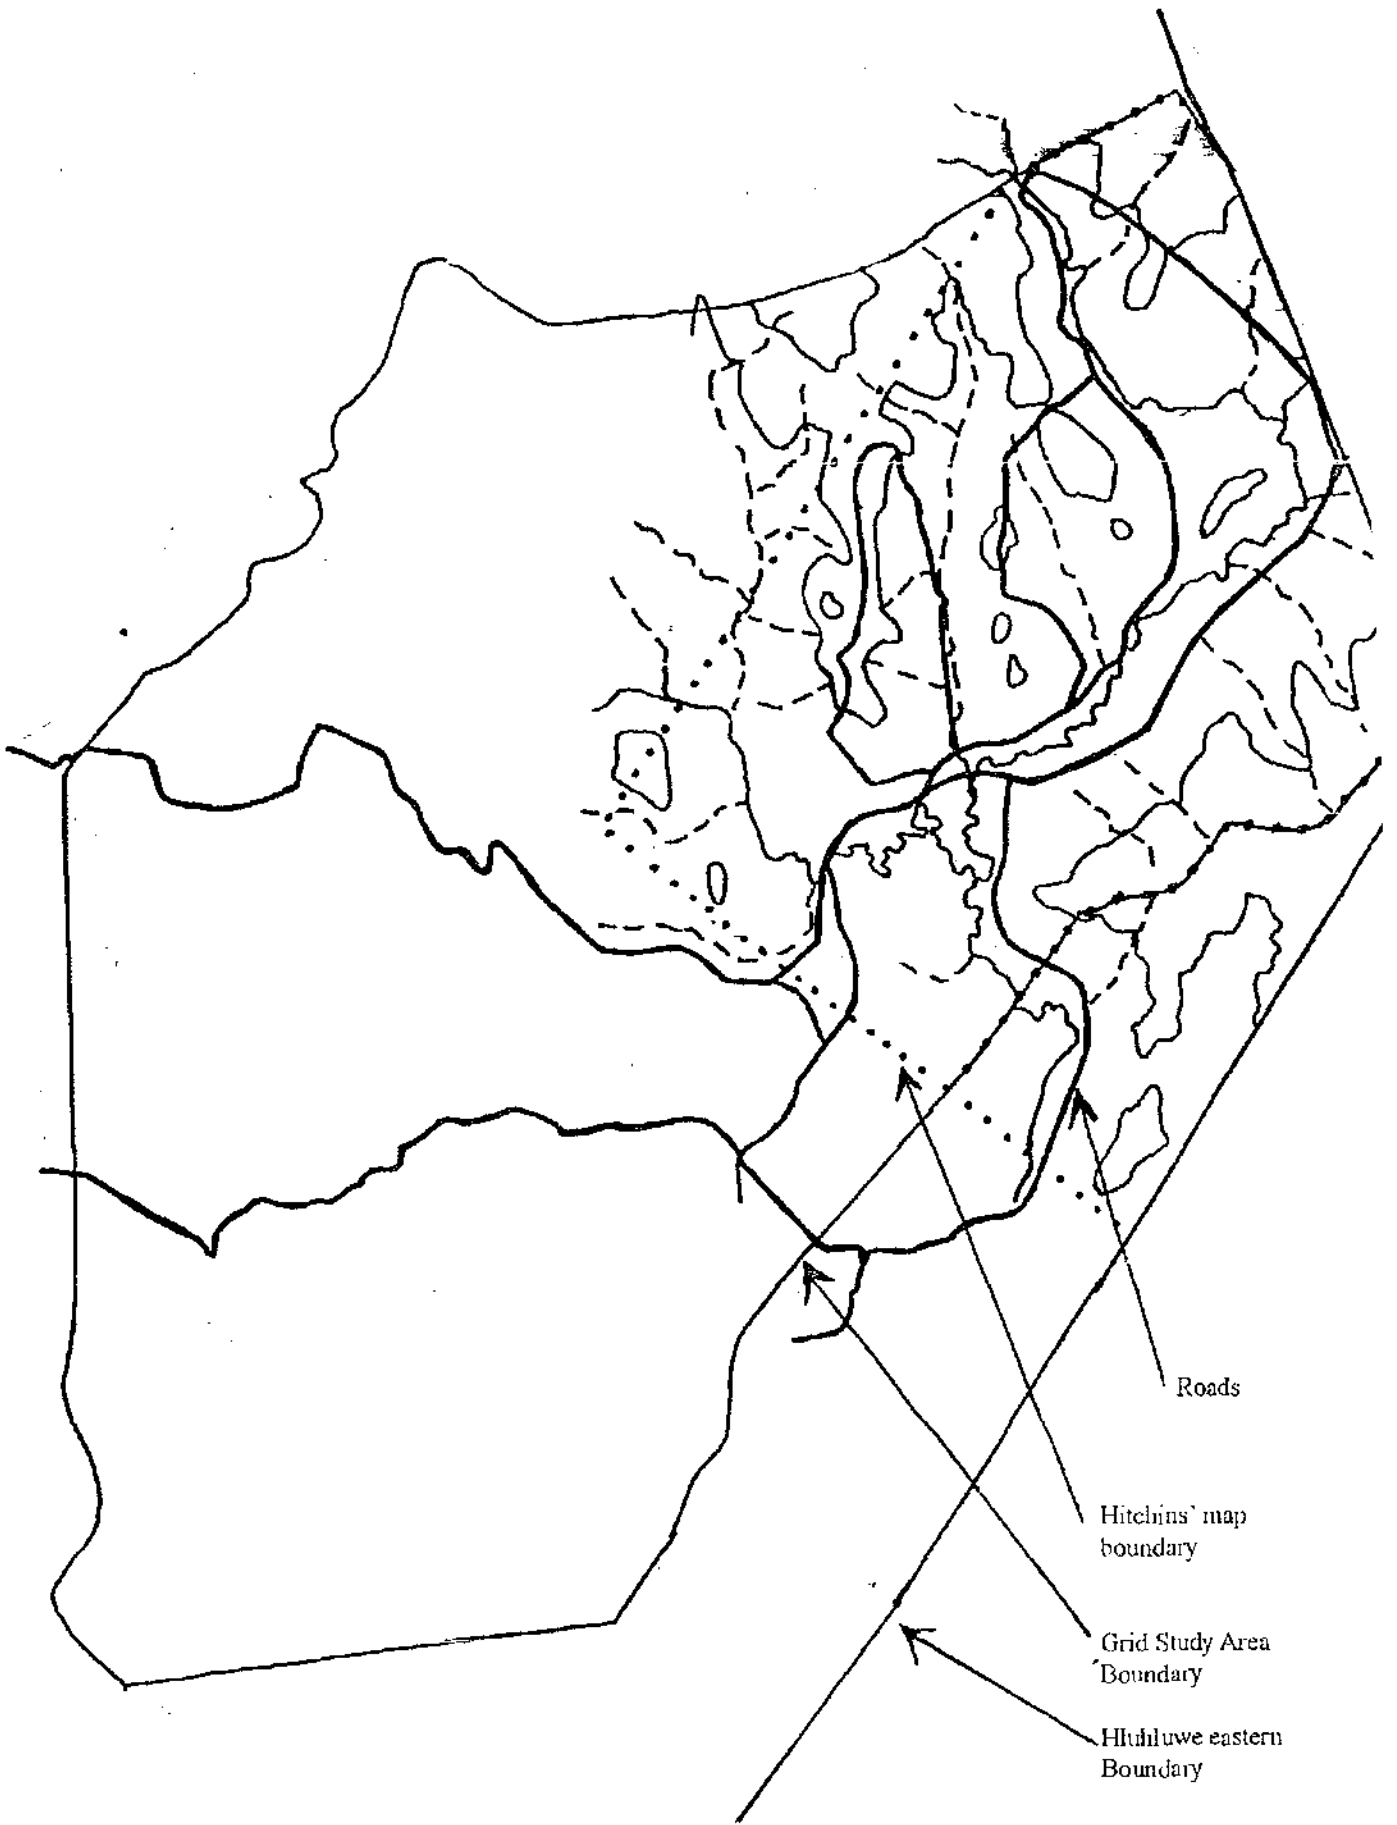 Roads
Hitchins' map
boundary
Grid Study Area
Boundary
Hluhluwe eastern
Boundary